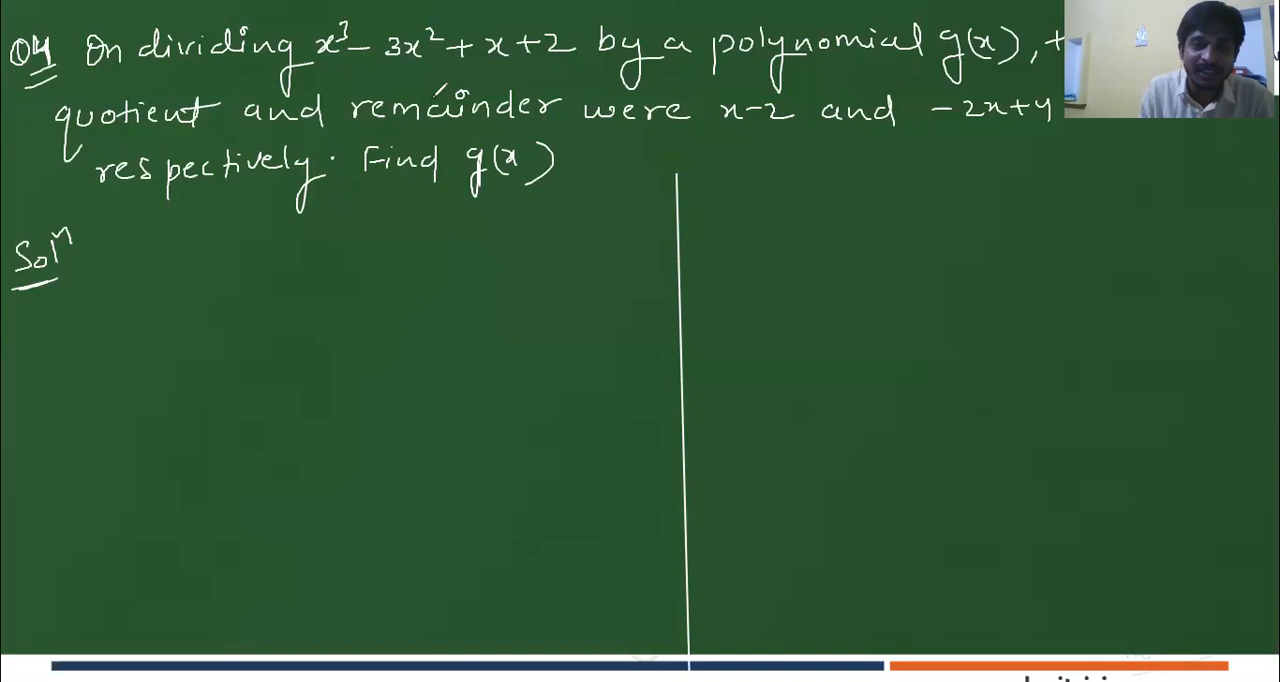 Q4 On dividing x³ - 3x² + x + 2 by a polynomial g(x), t
quotient and remainder were x-2 and -2x+4
respectively. Find g(x)
Solⁿ